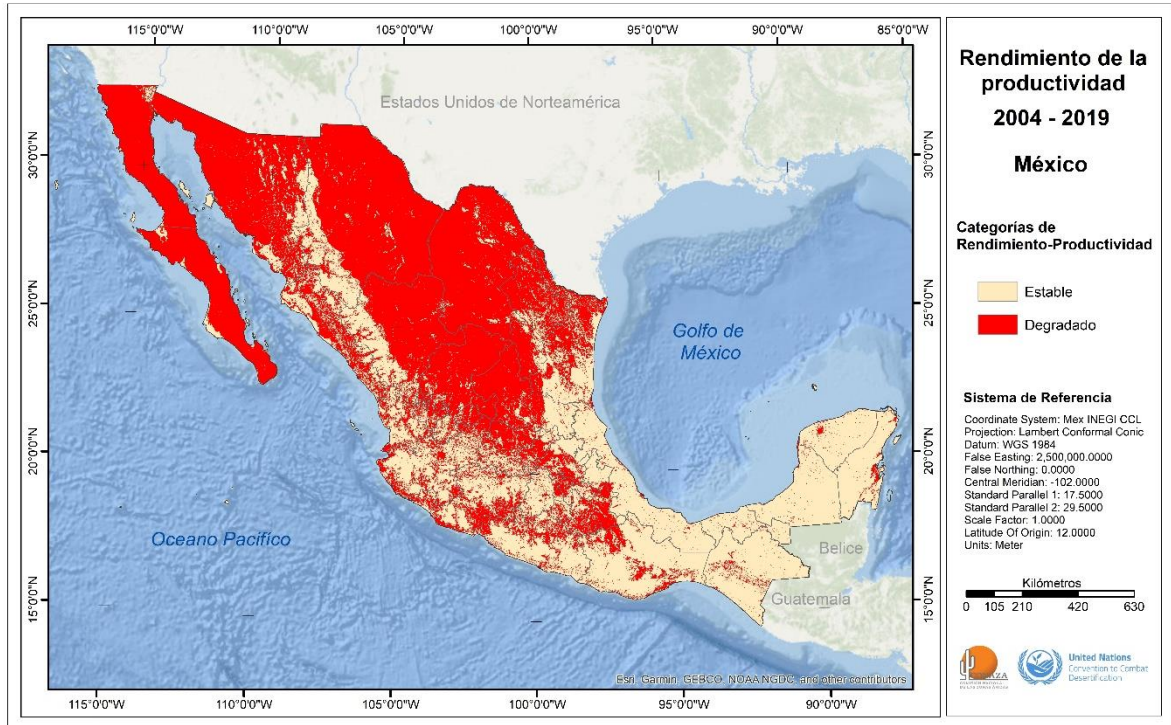 115°0'0"W
110°0'0"W
105°0'0"W
100°0'0"W
95°0'0"W
90°0'0"W
85°0'0"W
30°0'0"N
25°0'0"N
20°0'0"N
15°0'0"N
30°0'0"N
25°0'0"N
20°0'0"N
15°0'0"N
Estados Unidos de Norteamérica
Golfo de
México
Oceano Pacífico
Belice
Guatemala
Esri, Garmin, GEBCO, NOAA NGDC, and other contributors
115°0'0"W
110°0'0"W
105°0'0"W
100°0'0"W
95°0'0"W
90°0'0"W
Rendimiento de la
productividad
2004 - 2019
México
Categorías de
Rendimiento-Productividad
Estable
Degradado
Sistema de Referencia
Coordinate System: Mex INEGI CCL
Projection: Lambert Conformal Conic
Datum: WGS 1984
False Easting: 2,500,000.0000
False Northing: 0.0000
Central Meridian: -102.0000
Standard Parallel 1: 17.5000
Standard Parallel 2: 29.5000
Scale Factor: 1.0000
Latitude Of Origin: 12.0000
Units: Meter
Kilómetros
0 105 210 420 630
United Nations
Convention to Combat
Desertification